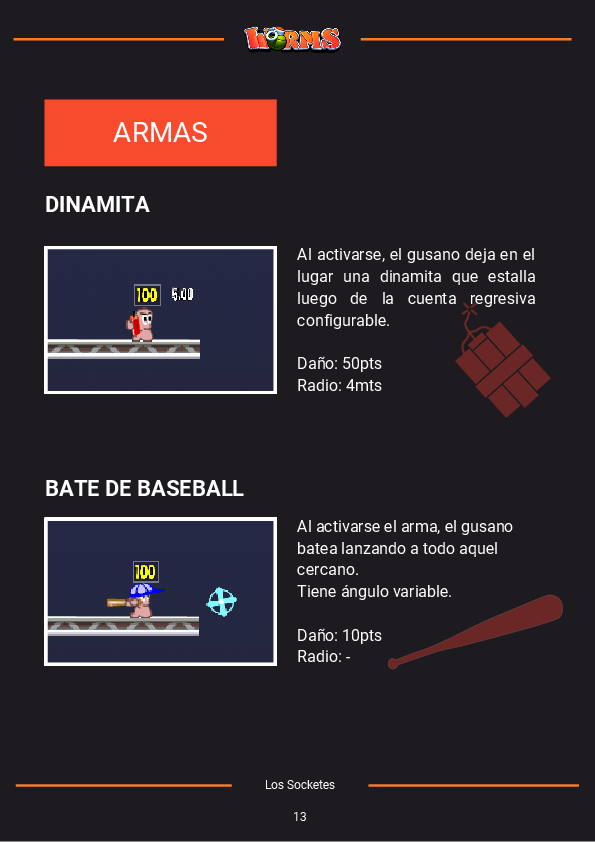 WORMS
ARMAS
DINAMITA
100 5.00
Al activarse, el gusano deja en el
lugar una dinamita que estalla
luego de la cuenta regresiva
configurable.
Daño: 50pts
Radio: 4mts
BATE DE BASEBALL
100
Al activarse el arma, el gusano
batea lanzando a todo aquel
cercano.
Tiene ángulo variable.
Daño: 10pts
Radio: -
Los Socketes
13